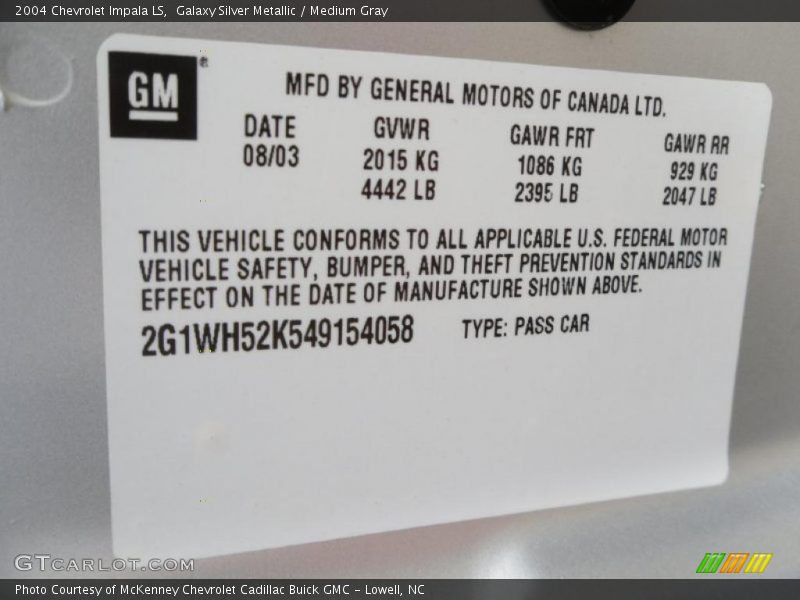 2004 Chevrolet Impala LS,  Galaxy Silver Metallic / Medium Gray
GM®
MFD BY GENERAL MOTORS OF CANADA LTD.
DATE GVWR GAWR FRT GAWR RR
08/03 2015 KG 1086 KG 929 KG
4442 LB 2395 LB 2047 LB
THIS VEHICLE CONFORMS TO ALL APPLICABLE U.S. FEDERAL MOTOR
VEHICLE SAFETY, BUMPER, AND THEFT PREVENTION STANDARDS IN
EFFECT ON THE DATE OF MANUFACTURE SHOWN ABOVE.
2G1WH52K549154058 TYPE: PASS CAR
GTCARLOT.COM
Photo Courtesy of McKenney Chevrolet Cadillac Buick GMC – Lowell, NC